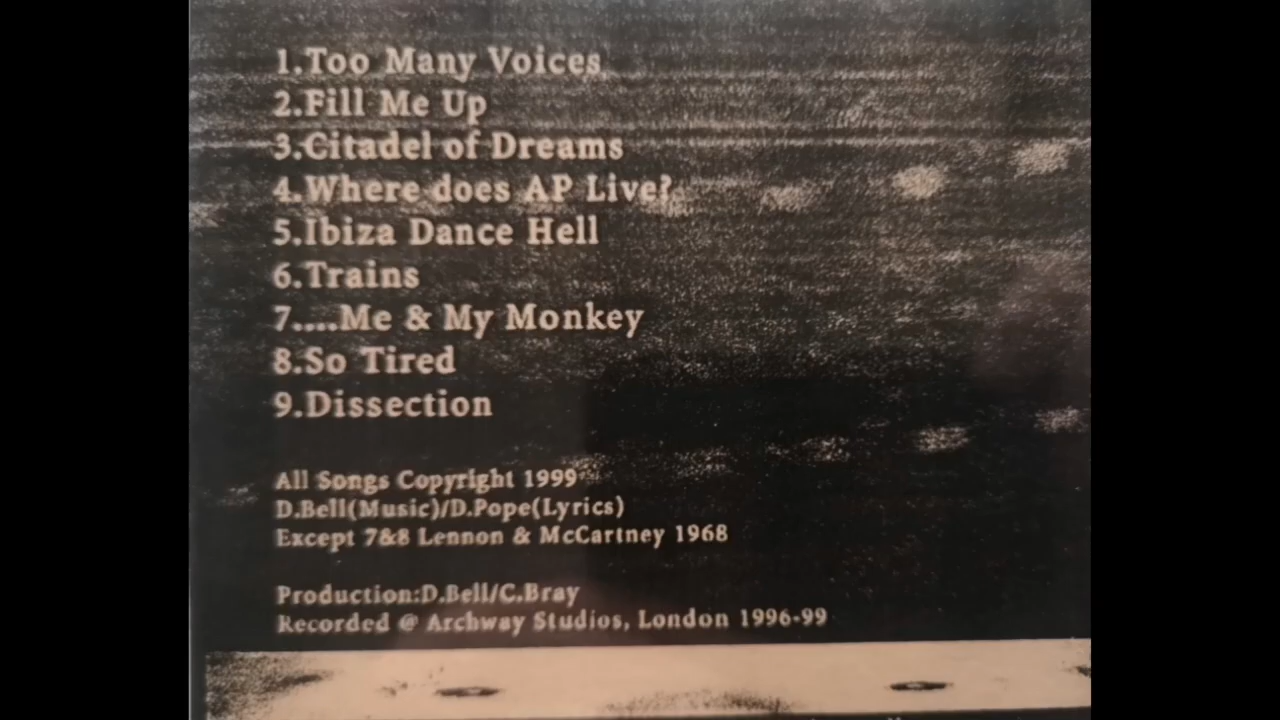 1.Too Many Voices
2.Fill Me Up
3.Citadel of Dreams
4.Where does AP Live?
5.Ibiza Dance Hell
6.Trains
7....Me & My Monkey
8.So Tired
9.Dissection
All Songs Copyright 1999
D.Bell(Music)/D.Pope(Lyrics)
Except 7&8 Lennon & McCartney 1968
Production:D.Bell/C.Bray
Recorded @ Archway Studios, London 1996-99